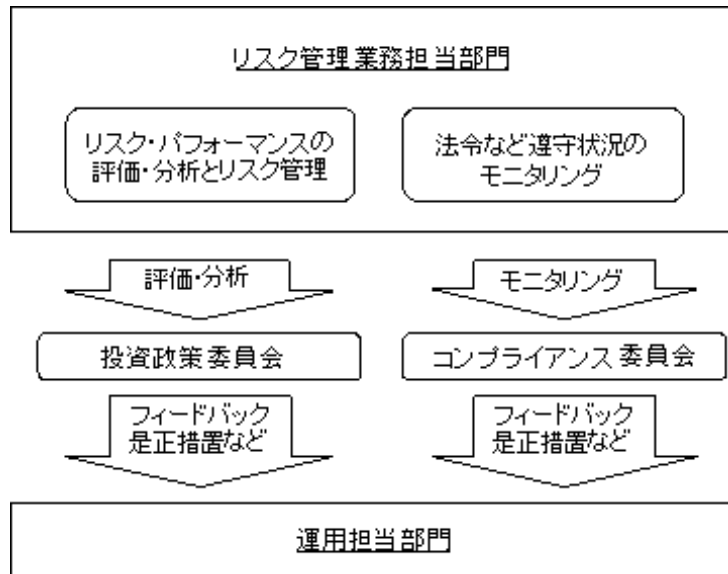 リスク管理業務担当部門
リスク・パフォーマンスの
評価・分析とリスク管理
法令など遵守状況の
モニタリング
評価・分析
モニタリング
投資政策委員会
コンプライアンス委員会
フィードバック
是正措置など
フィードバック
是正措置など
運用担当部門